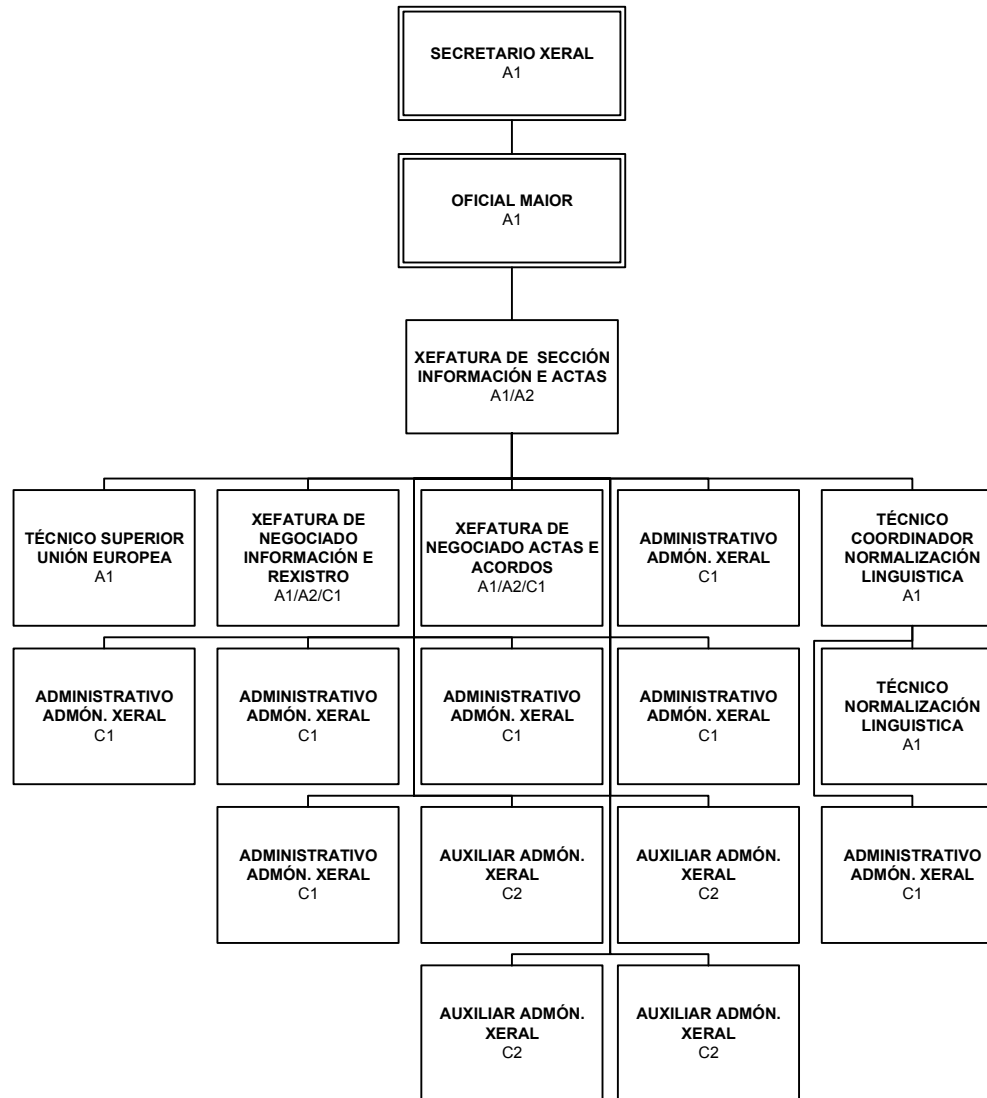 SECRETARIO XERAL
A1
OFICIAL MAIOR
A1
XEFATURA DE SECCIÓN
INFORMACIÓN E ACTAS
A1/A2
TÉCNICO SUPERIOR
UNIÓN EUROPEA
A1
XEFATURA DE
NEGOCIADO
INFORMACIÓN E
REXISTRO
A1/A2/C1
XEFATURA DE
NEGOCIADO ACTAS E
ACORDOS
A1/A2/C1
ADMINISTRATIVO
ADMÓN. XERAL
C1
TÉCNICO
COORDINADOR
NORMALIZACIÓN
LINGUISTICA
A1
ADMINISTRATIVO
ADMÓN. XERAL
C1
ADMINISTRATIVO
ADMÓN. XERAL
C1
ADMINISTRATIVO
ADMÓN. XERAL
C1
ADMINISTRATIVO
ADMÓN. XERAL
C1
TÉCNICO
NORMALIZACIÓN
LINGUISTICA
A1
ADMINISTRATIVO
ADMÓN. XERAL
C1
AUXILIAR ADMÓN.
XERAL
C2
AUXILIAR ADMÓN.
XERAL
C2
ADMINISTRATIVO
ADMÓN. XERAL
C1
AUXILIAR ADMÓN.
XERAL
C2
AUXILIAR ADMÓN.
XERAL
C2